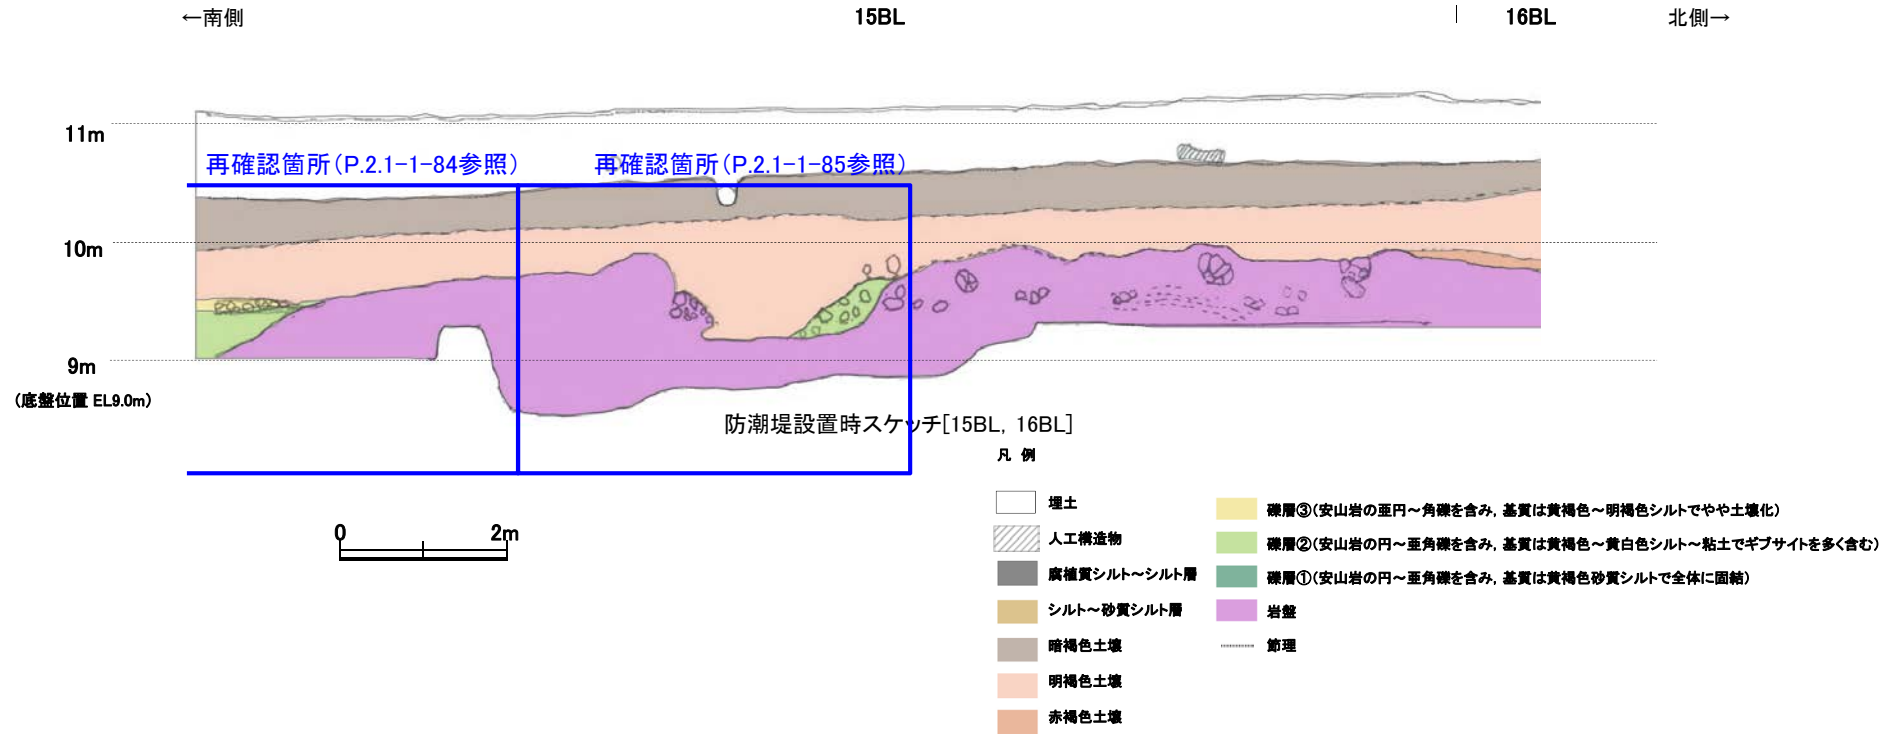 ←南側 15BL 16BL 北側→
11m
再確認箇所(P.2.1-1-84参照) 再確認箇所(P.2.1-1-85参照)
10m
9m
(底盤位置 EL9.0m)
防潮堤設置時スケッチ[15BL, 16BL]
凡 例
0 2m
埋土
人工構造物
腐植質シルト~シルト層
シルト~砂質シルト層
暗褐色土壌
明褐色土壌
赤褐色土壌
礫層③(安山岩の亜円~角礫を含み, 基質は黄褐色~明褐色シルトでやや土壌化)
礫層②(安山岩の円~亜角礫を含み, 基質は黄褐色~黄白色シルト~粘土でギブサイトを多く含む)
礫層①(安山岩の円~亜角礫を含み, 基質は黄褐色砂質シルトで全体に固結)
岩盤
節理